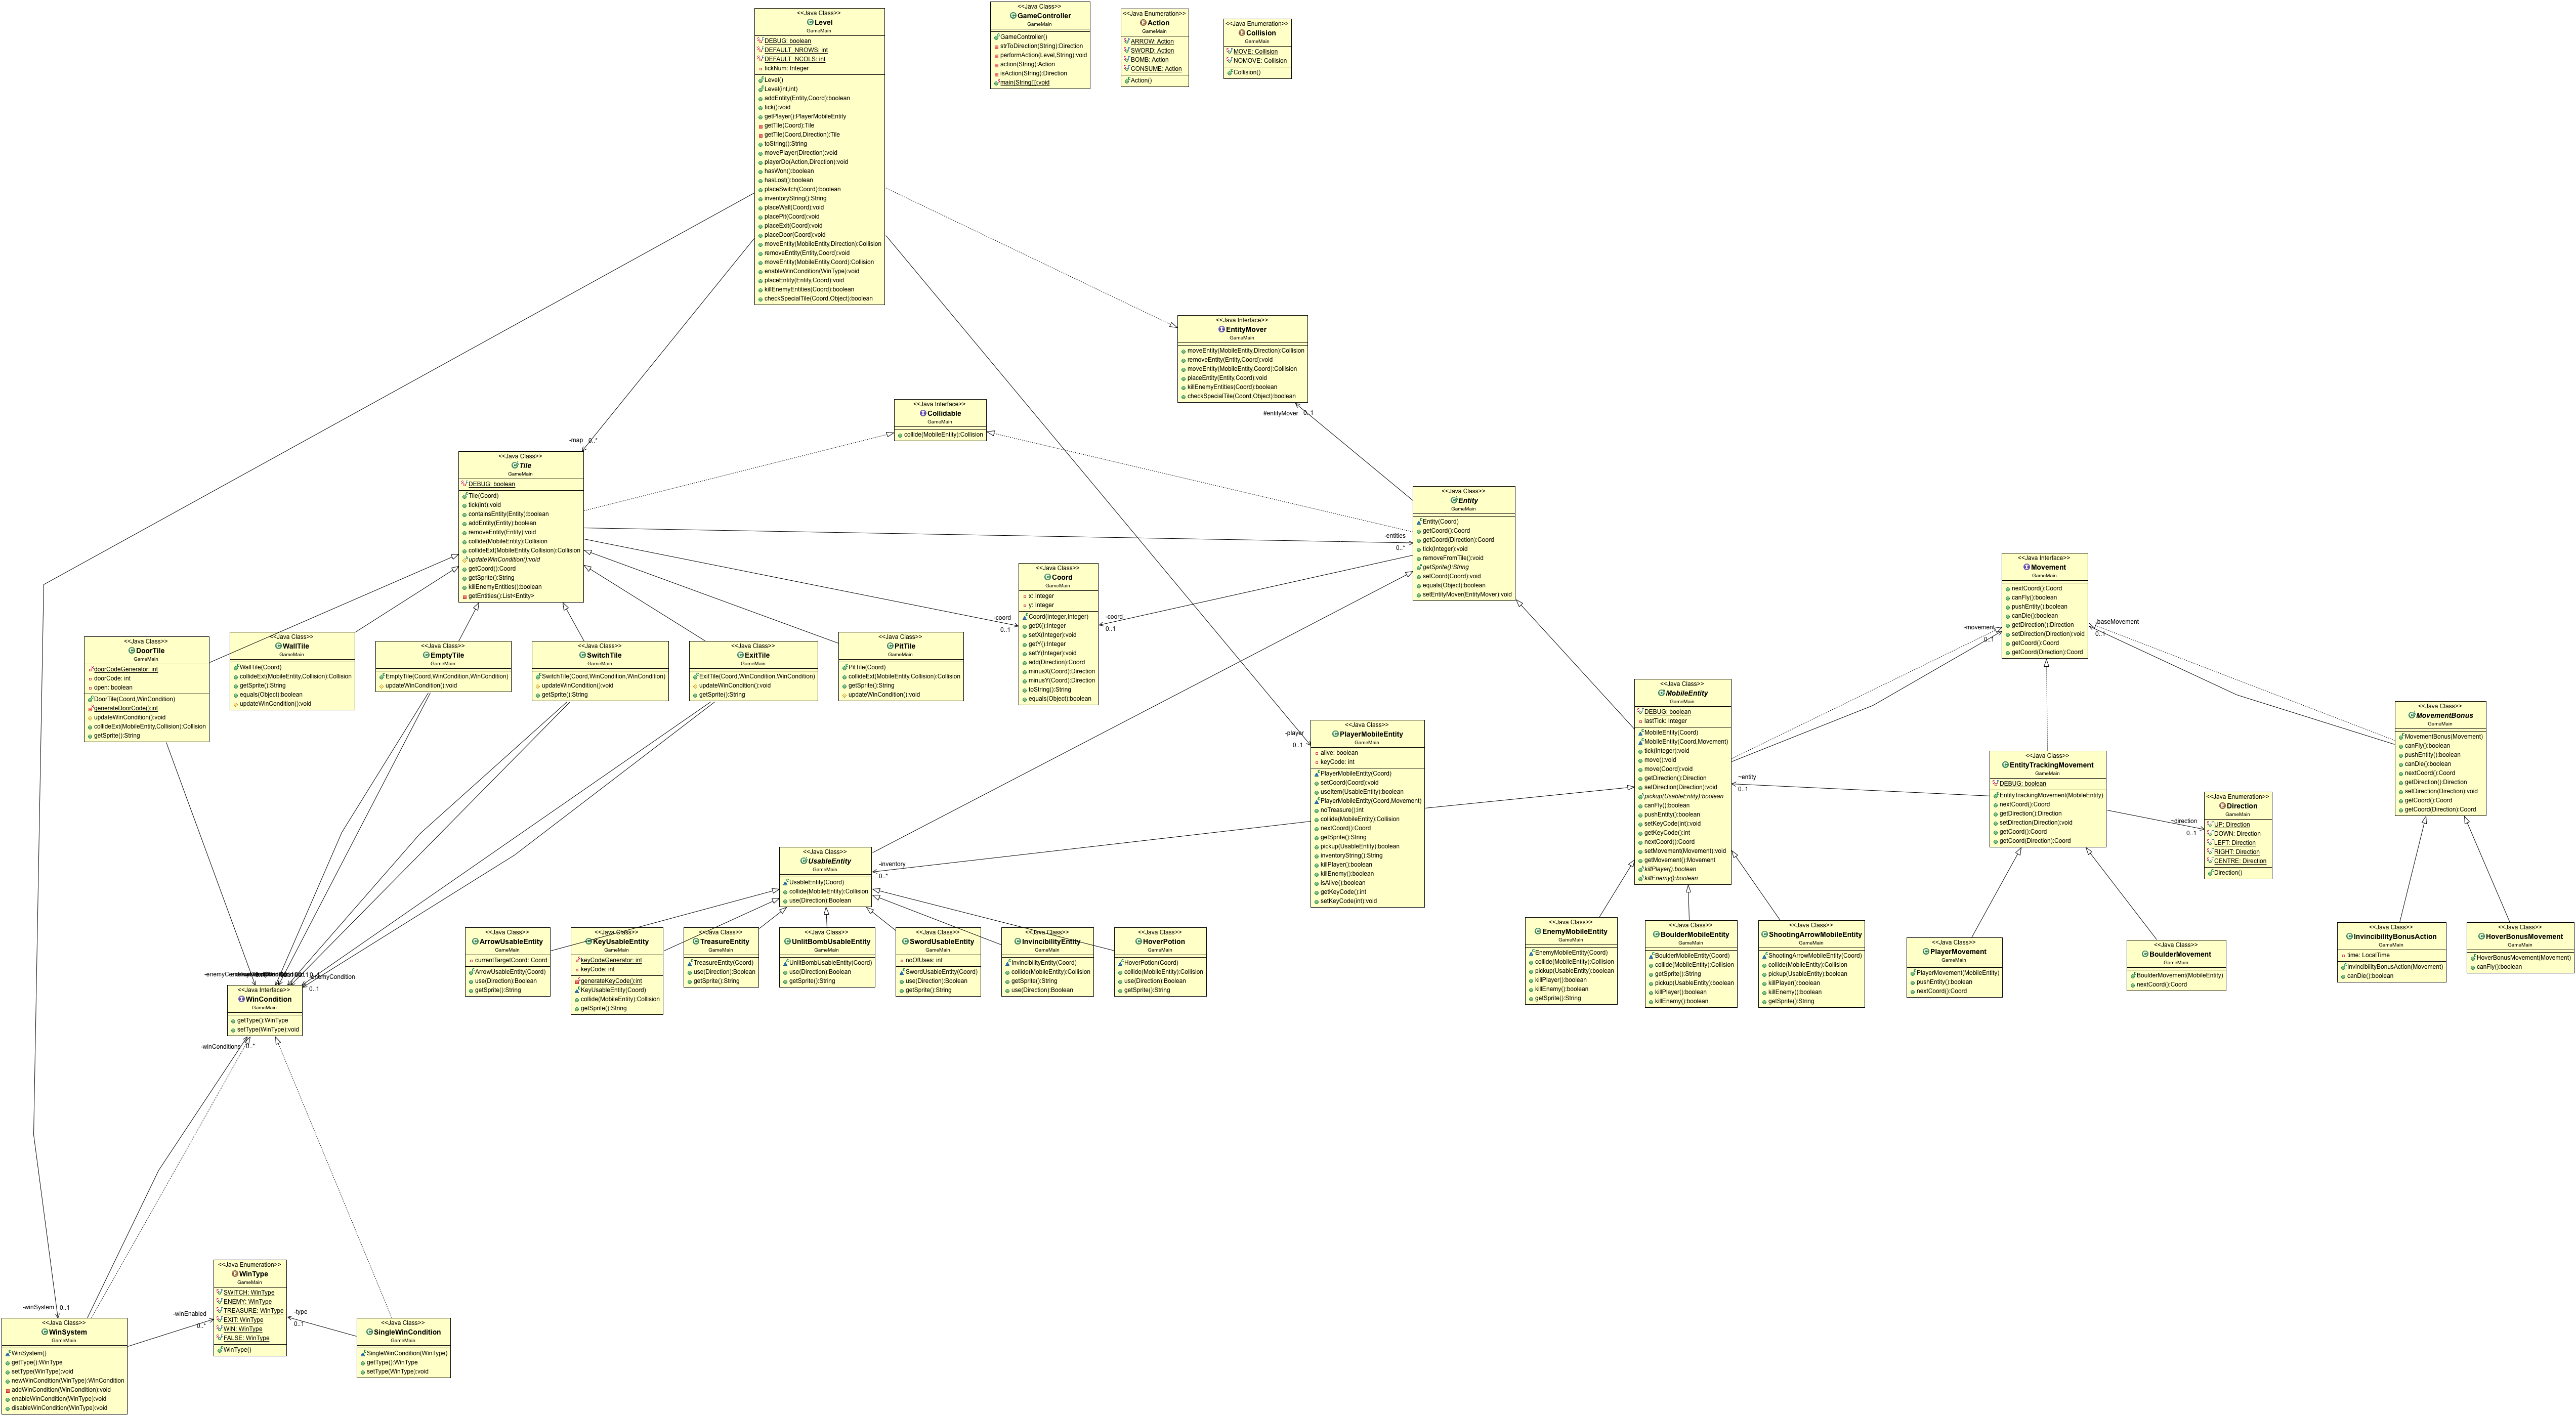 <<Java Class>>
Level
GameMain
DEBUG: boolean
DEFAULT_NROWS: int
DEFAULT_NCOLS: int
tickNum: Integer
Level()
Level(int,int)
addEntity(Entity,Coord):boolean
tick():void
getPlayer():PlayerMobileEntity
getTile(Coord):Tile
getTile(Coord,Direction):Tile
toString():String
movePlayer(Direction):void
playerDo(Action,Direction):void
hasWon():boolean
hasLost():boolean
placeSwitch(Coord):boolean
inventoryString():String
placeWall(Coord):void
placePit(Coord):void
placeExit(Coord):void
placeDoor(Coord):void
moveEntity(MobileEntity,Direction):Collision
removeEntity(Entity,Coord):void
moveEntity(MobileEntity,Coord):Collision
enableWinCondition(WinType):void
placeEntity(Entity,Coord):void
killEnemyEntities(Coord):boolean
checkSpecialTile(Coord,Object):boolean
<<Java Class>>
GameController
GameMain
GameController()
strToDirection(String):Direction
performAction(Level,String):void
action(String):Action
isAction(String):Direction
main(String[]):void
<<Java Enumeration>>
Action
GameMain
ARROW: Action
SWORD: Action
BOMB: Action
CONSUME: Action
Action()
<<Java Enumeration>>
Collision
GameMain
MOVE: Collision
NOMOVE: Collision
Collision()
<<Java Interface>>
EntityMover
GameMain
moveEntity(MobileEntity,Direction):Collision
removeEntity(Entity,Coord):void
moveEntity(MobileEntity,Coord):Collision
placeEntity(Entity,Coord):void
killEnemyEntities(Coord):boolean
checkSpecialTile(Coord,Object):boolean
#entityMover 0..1
<<Java Interface>>
Collidable
GameMain
collide(MobileEntity):Collision
-map 0..*
<<Java Class>>
Tile
GameMain
DEBUG: boolean
Tile(Coord)
tick(int):void
containsEntity(Entity):boolean
addEntity(Entity):boolean
removeEntity(Entity):void
collide(MobileEntity):Collision
collideExt(MobileEntity,Collision):Collision
updateWinCondition():void
getCoord():Coord
getSprite():String
killEnemyEntities():boolean
getEntities():List<Entity>
<<Java Class>>
Entity
GameMain
Entity(Coord)
getCoord():Coord
getCoord(Direction):Coord
tick(Integer):void
removeFromTile():void
getSprite():String
setCoord(Coord):void
equals(Object):boolean
setEntityMover(EntityMover):void
-entities
0..*
<<Java Class>>
Coord
GameMain
x: Integer
y: Integer
Coord(Integer,Integer)
getX():Integer
setX(Integer):void
getY():Integer
setY(Integer):void
add(Direction):Coord
minusX(Coord):Direction
minusY(Coord):Direction
toString():String
equals(Object):boolean
-coord
0..1
-coord
0..1
<<Java Interface>>
Movement
GameMain
nextCoord():Coord
canFly():boolean
pushEntity():boolean
canDie():boolean
getDirection():Direction
setDirection(Direction):void
getCoord():Coord
getCoord(Direction):Coord
-movement
0..1
-baseMovement
0..1
<<Java Class>>
DoorTile
GameMain
doorCodeGenerator: int
doorCode: int
open: boolean
DoorTile(Coord,WinCondition)
generateDoorCode():int
updateWinCondition():void
collideExt(MobileEntity,Collision):Collision
getSprite():String
<<Java Class>>
WallTile
GameMain
WallTile(Coord)
collideExt(MobileEntity,Collision):Collision
getSprite():String
equals(Object):boolean
updateWinCondition():void
<<Java Class>>
EmptyTile
GameMain
EmptyTile(Coord,WinCondition,WinCondition)
updateWinCondition():void
<<Java Class>>
SwitchTile
GameMain
SwitchTile(Coord,WinCondition,WinCondition)
updateWinCondition():void
getSprite():String
<<Java Class>>
ExitTile
GameMain
ExitTile(Coord,WinCondition,WinCondition)
updateWinCondition():void
getSprite():String
<<Java Class>>
PitTile
GameMain
PitTile(Coord)
collideExt(MobileEntity,Collision):Collision
getSprite():String
updateWinCondition():void
-player
0..1
<<Java Class>>
PlayerMobileEntity
GameMain
alive: boolean
keyCode: int
PlayerMobileEntity(Coord)
setCoord(Coord):void
useItem(UsableEntity):boolean
PlayerMobileEntity(Coord,Movement)
noTreasure():int
collide(MobileEntity):Collision
nextCoord():Coord
getSprite():String
pickup(UsableEntity):boolean
inventoryString():String
killPlayer():boolean
killEnemy():boolean
isAlive():boolean
getKeyCode():int
setKeyCode(int):void
<<Java Class>>
MobileEntity
GameMain
DEBUG: boolean
lastTick: Integer
MobileEntity(Coord)
MobileEntity(Coord,Movement)
tick(Integer):void
move():void
move(Coord):void
getDirection():Direction
setDirection(Direction):void
pickup(UsableEntity):boolean
canFly():boolean
pushEntity():boolean
setKeyCode(int):void
getKeyCode():int
nextCoord():Coord
setMovement(Movement):void
getMovement():Movement
killPlayer():boolean
killEnemy():boolean
~entity
0..1
<<Java Class>>
EntityTrackingMovement
GameMain
DEBUG: boolean
EntityTrackingMovement(MobileEntity)
nextCoord():Coord
getDirection():Direction
setDirection(Direction):void
getCoord():Coord
getCoord(Direction):Coord
~direction
0..1
<<Java Enumeration>>
Direction
GameMain
UP: Direction
DOWN: Direction
LEFT: Direction
RIGHT: Direction
CENTRE: Direction
Direction()
<<Java Class>>
MovementBonus
GameMain
MovementBonus(Movement)
canFly():boolean
pushEntity():boolean
canDie():boolean
nextCoord():Coord
getDirection():Direction
setDirection(Direction):void
getCoord():Coord
getCoord(Direction):Coord
<<Java Class>>
UsableEntity
GameMain
UsableEntity(Coord)
collide(MobileEntity):Collision
use(Direction):Boolean
-inventory
0..*
<<Java Class>>
ArrowUsableEntity
GameMain
currentTargetCoord: Coord
ArrowUsableEntity(Coord)
use(Direction):Boolean
getSprite():String
<<Java Class>>
KeyUsableEntity
GameMain
keyCodeGenerator: int
keyCode: int
generateKeyCode():int
KeyUsableEntity(Coord)
collide(MobileEntity):Collision
getSprite():String
<<Java Class>>
TreasureEntity
GameMain
TreasureEntity(Coord)
use(Direction):Boolean
getSprite():String
<<Java Class>>
UnlitBombUsableEntity
GameMain
UnlitBombUsableEntity(Coord)
use(Direction):Boolean
getSprite():String
<<Java Class>>
SwordUsableEntity
GameMain
noOfUses: int
SwordUsableEntity(Coord)
use(Direction):Boolean
getSprite():String
<<Java Class>>
InvincibilityEntity
GameMain
InvincibilityEntity(Coord)
collide(MobileEntity):Collision
getSprite():String
use(Direction):Boolean
<<Java Class>>
HoverPotion
GameMain
HoverPotion(Coord)
collide(MobileEntity):Collision
use(Direction):Boolean
getSprite():String
<<Java Class>>
EnemyMobileEntity
GameMain
EnemyMobileEntity(Coord)
collide(MobileEntity):Collision
pickup(UsableEntity):boolean
killPlayer():boolean
killEnemy():boolean
getSprite():String
<<Java Class>>
BoulderMobileEntity
GameMain
BoulderMobileEntity(Coord)
collide(MobileEntity):Collision
getSprite():String
pickup(UsableEntity):boolean
killPlayer():boolean
killEnemy():boolean
<<Java Class>>
ShootingArrowMobileEntity
GameMain
ShootingArrowMobileEntity(Coord)
collide(MobileEntity):Collision
pickup(UsableEntity):boolean
killPlayer():boolean
killEnemy():boolean
getSprite():String
<<Java Class>>
PlayerMovement
GameMain
PlayerMovement(MobileEntity)
pushEntity():boolean
nextCoord():Coord
<<Java Class>>
BoulderMovement
GameMain
BoulderMovement(MobileEntity)
nextCoord():Coord
<<Java Class>>
InvincibilityBonusAction
GameMain
time: LocalTime
InvincibilityBonusAction(Movement)
canDie():boolean
<<Java Class>>
HoverBonusMovement
GameMain
HoverBonusMovement(Movement)
canFly():boolean
-enemyCondition
0..1
<<Java Interface>>
WinCondition
GameMain
getType():WinType
setType(WinType):void
-winConditions 0..*
<<Java Enumeration>>
WinType
GameMain
SWITCH: WinType
ENEMY: WinType
TREASURE: WinType
EXIT: WinType
WIN: WinType
FALSE: WinType
WinType()
-winSystem 0..1
-winEnabled
0..*
-type
0..1
<<Java Class>>
WinSystem
GameMain
WinSystem()
getType():WinType
setType(WinType):void
newWinCondition(WinType):WinCondition
addWinCondition(WinCondition):void
enableWinCondition(WinType):void
disableWinCondition(WinType):void
<<Java Class>>
SingleWinCondition
GameMain
SingleWinCondition(WinType)
getType():WinType
setType(WinType):void